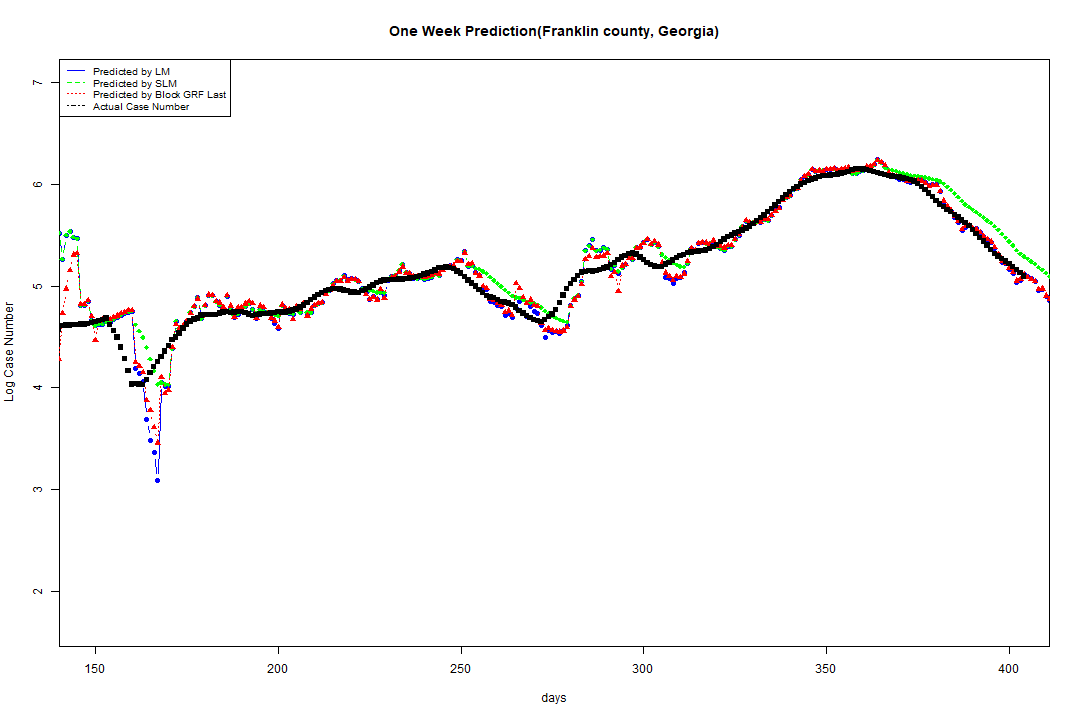 One Week Prediction(Franklin county, Georgia)
Predicted by LM
Predicted by SLM
Predicted by Block GRF Last
Actual Case Number
7
6
5
4
3
2
Log Case Number
150 200 250 300 350 400
days